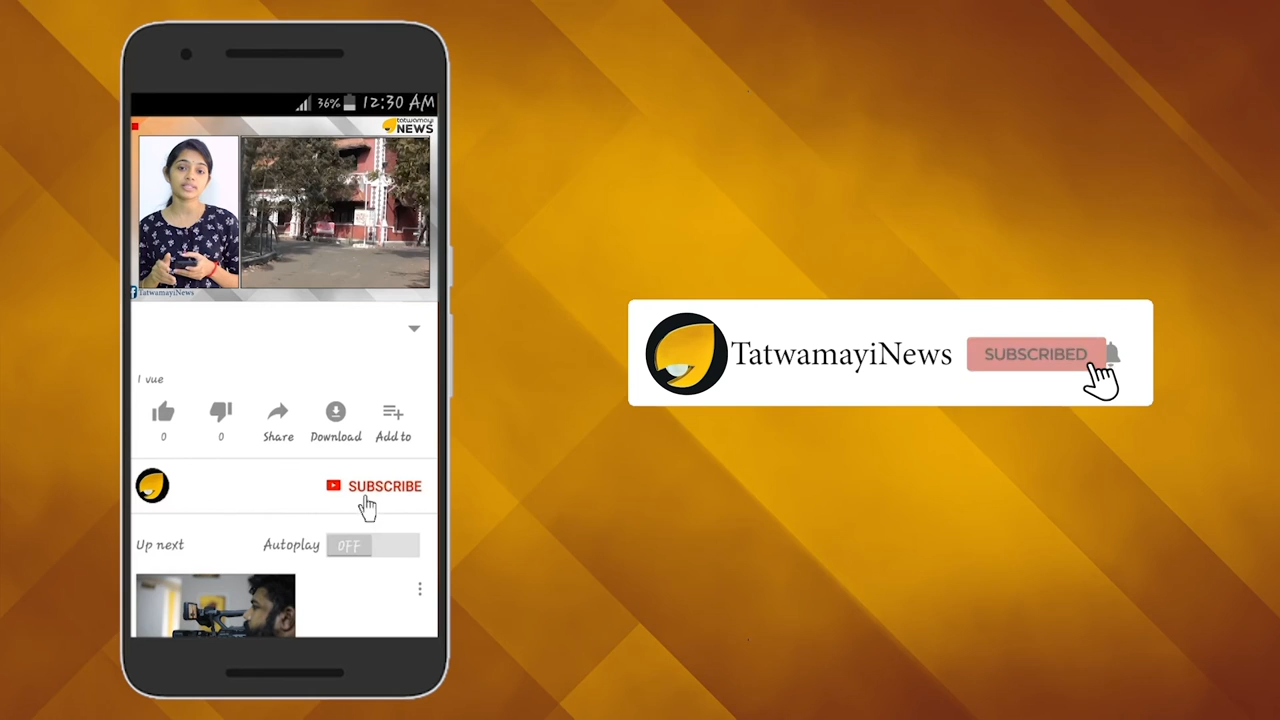 36% 12:30 AM
tatwamayi
NEWS
TatwamayiNews
1 vue
0 0 Share Download Add to
SUBSCRIBE
Up next Autoplay OFF
TatwamayiNews SUBSCRIBED